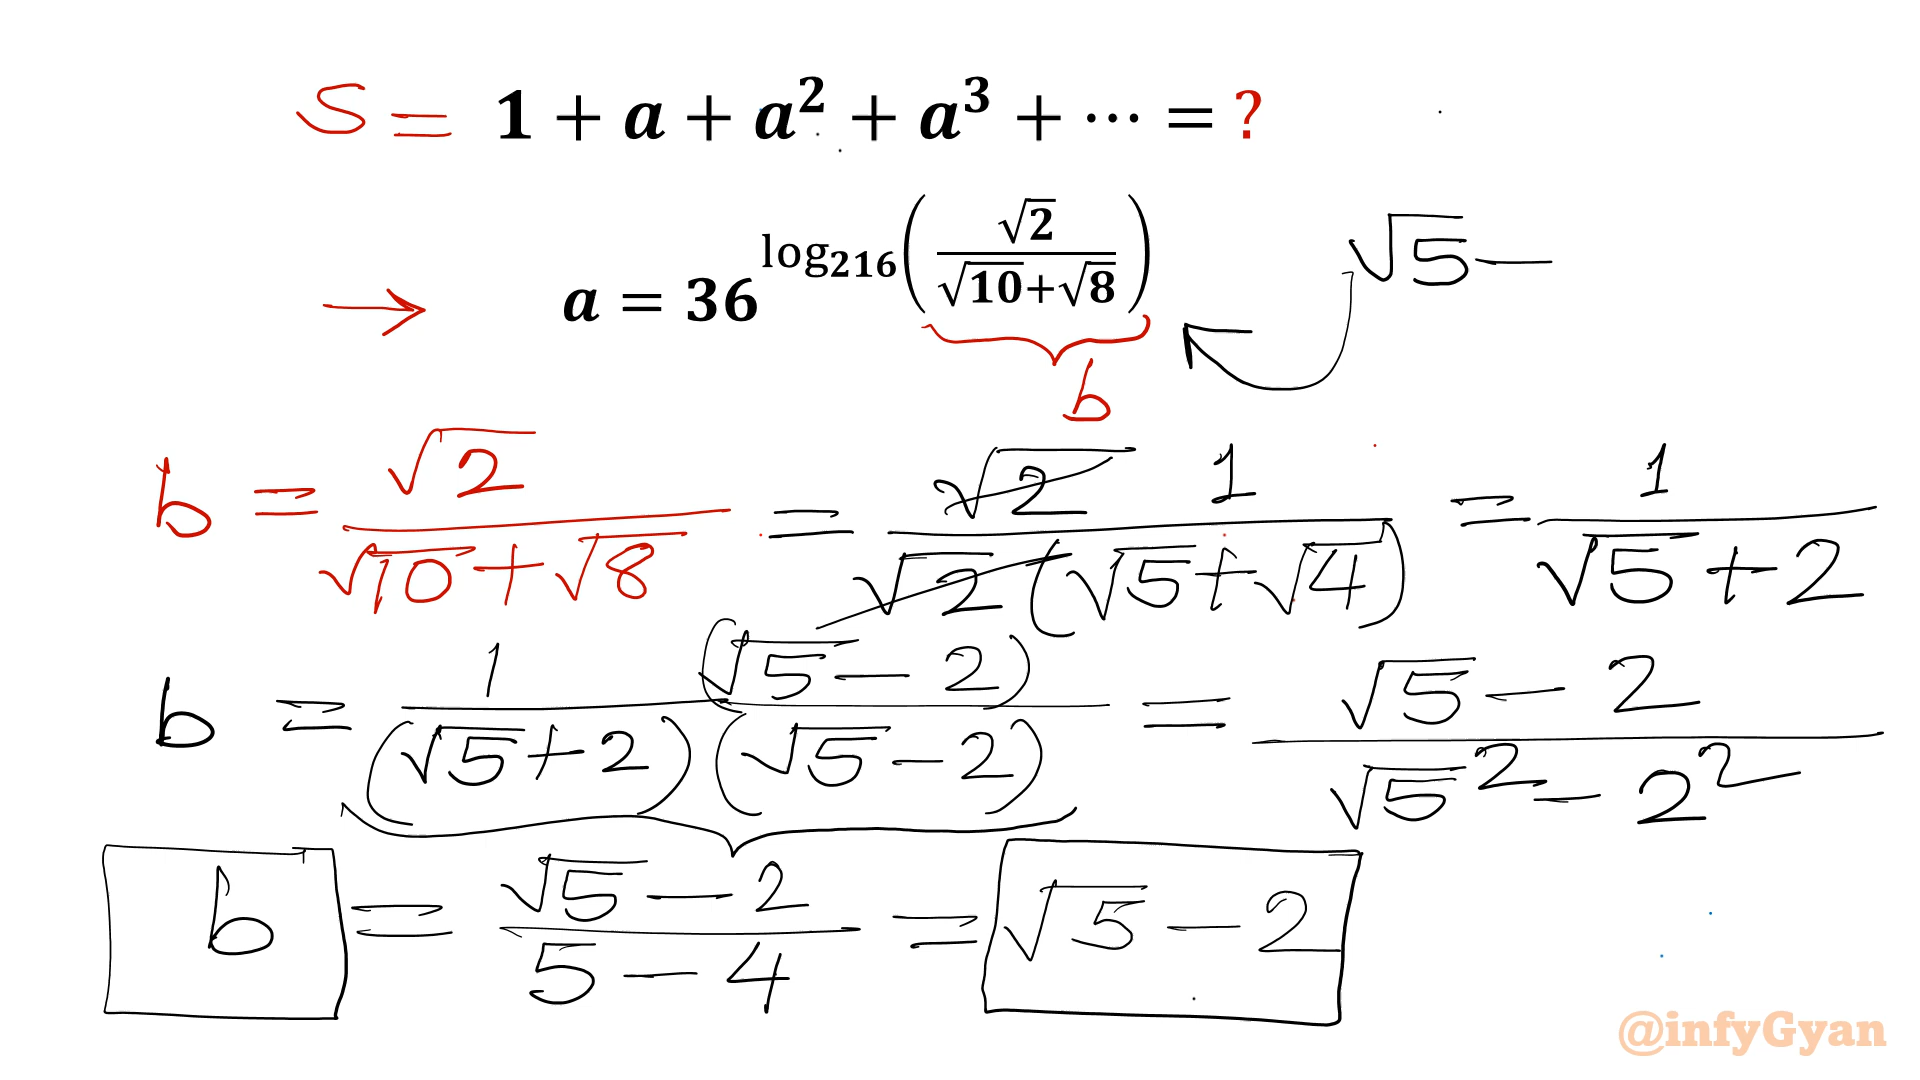 S = 1 + a + a² + a³ + ⋯ = ?
→ a = 36^(log₂₁₆(√2/(√10+√8))) √5 −
b
b = √2/(√10 + √8) = √2 1/(√2(√5 + √4)) = 1/(√5 + 2)
b = 1 (√5 − 2)/((√5 + 2)(√5 − 2)) = (√5 − 2)/(√5² − 2²)
b = (√5 − 2)/(5 − 4) = √5 − 2
@infyGyan